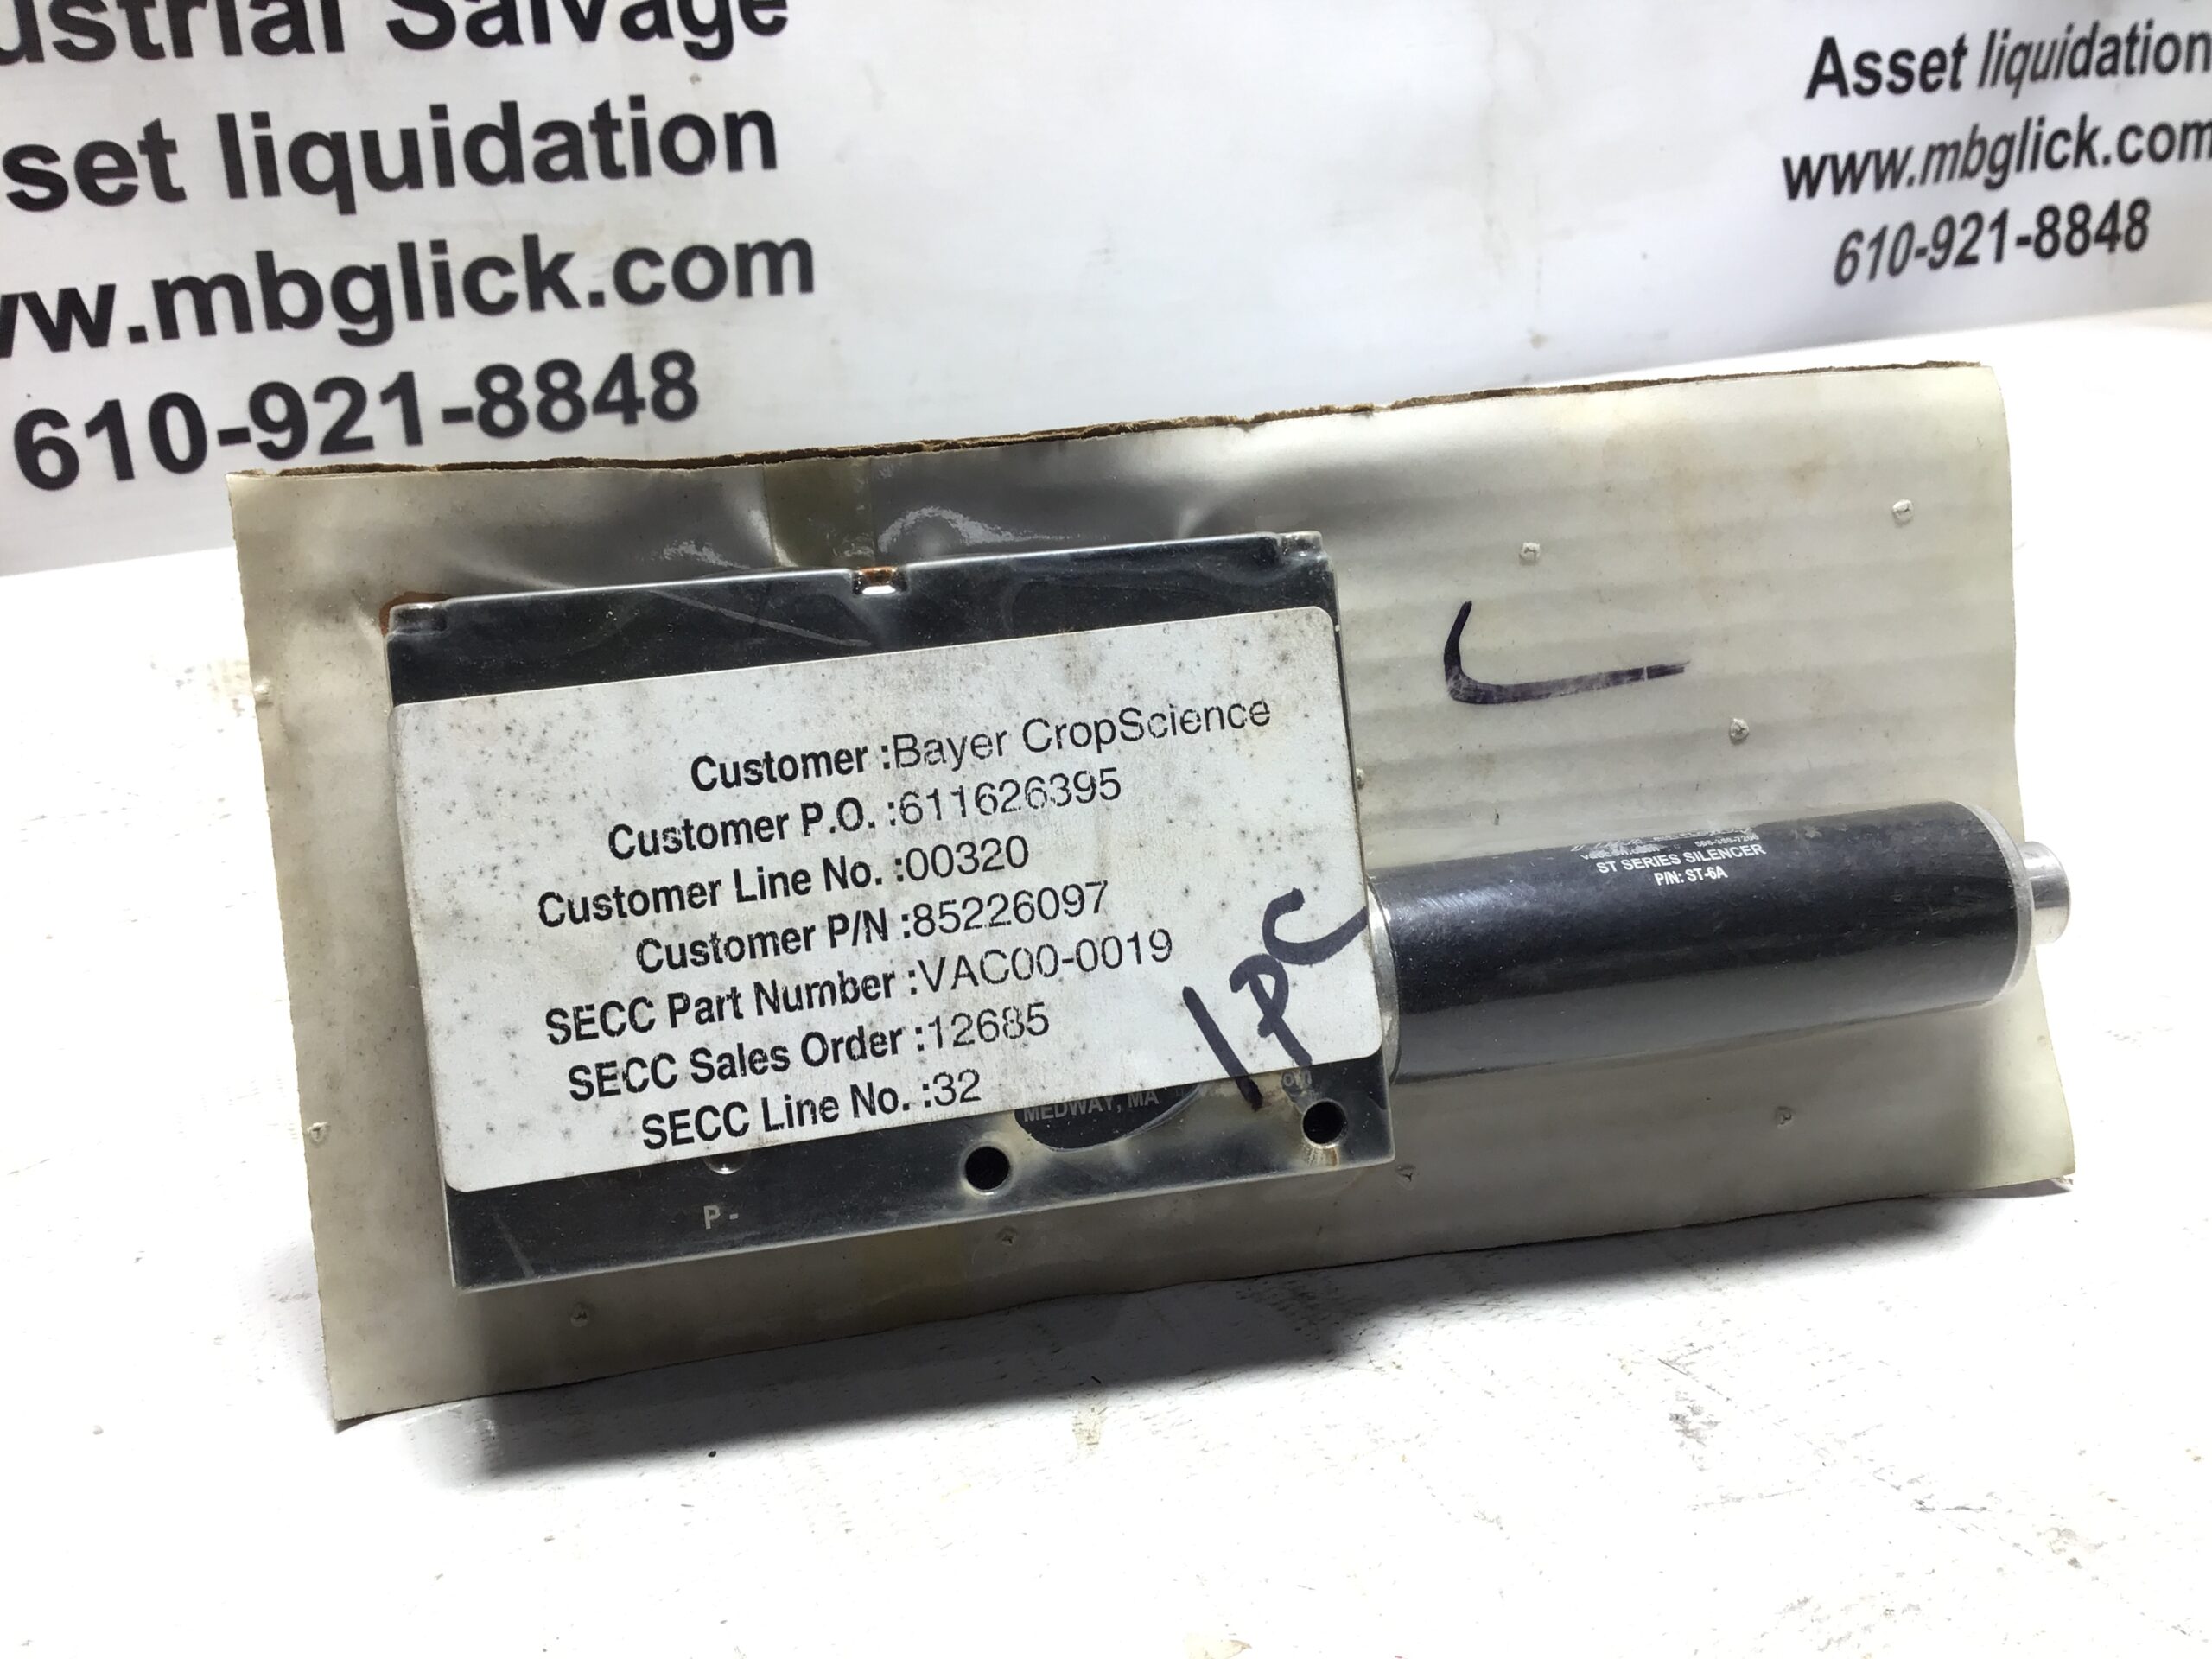 ustrial Salvage
set liquidation
w.mbglick.com
610-921-8848
Asset liquidation
www.mbglick.com
610-921-8848
Customer :Bayer CropScience
Customer P.O. :611626395
Customer Line No. :00320
Customer P/N :85226097
SECC Part Number :VAC00-0019
SECC Sales Order :12685
SECC Line No. :32
1 PC
MEDWAY, MA
P -
ST SERIES SILENCER
P/N: ST-6A